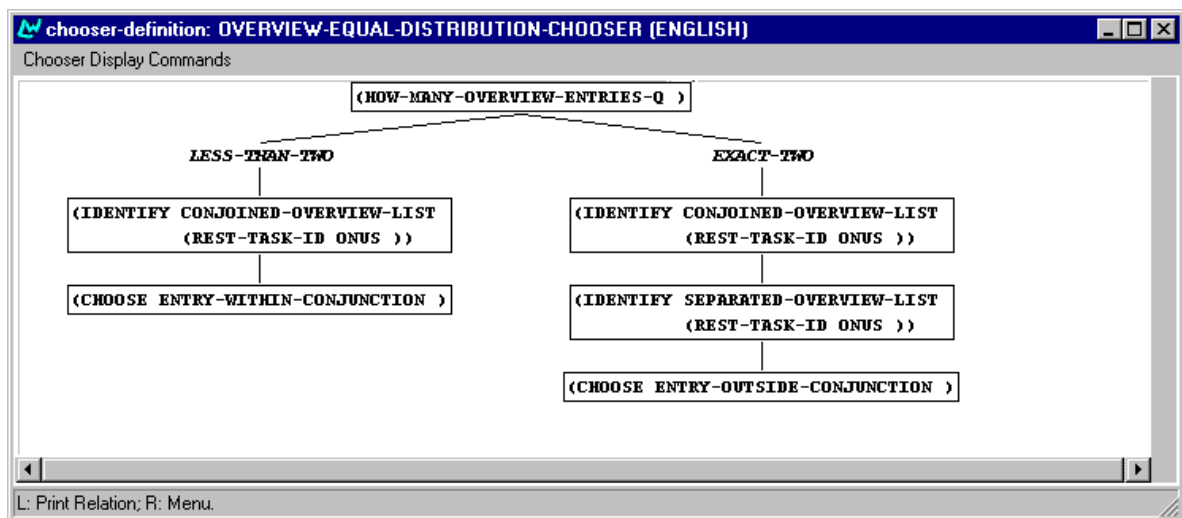 chooser-definition: OVERVIEW-EQUAL-DISTRIBUTION-CHOOSER (ENGLISH)
Chooser Display Commands
(HOW-MANY-OVERVIEW-ENTRIES-Q )
LESS-THAN-TWO
EXACT-TWO
(IDENTIFY CONJOINED-OVERVIEW-LIST
(REST-TASK-ID ONUS ))
(IDENTIFY CONJOINED-OVERVIEW-LIST
(REST-TASK-ID ONUS ))
(CHOOSE ENTRY-WITHIN-CONJUNCTION )
(IDENTIFY SEPARATED-OVERVIEW-LIST
(REST-TASK-ID ONUS ))
(CHOOSE ENTRY-OUTSIDE-CONJUNCTION )
L: Print Relation; R: Menu.